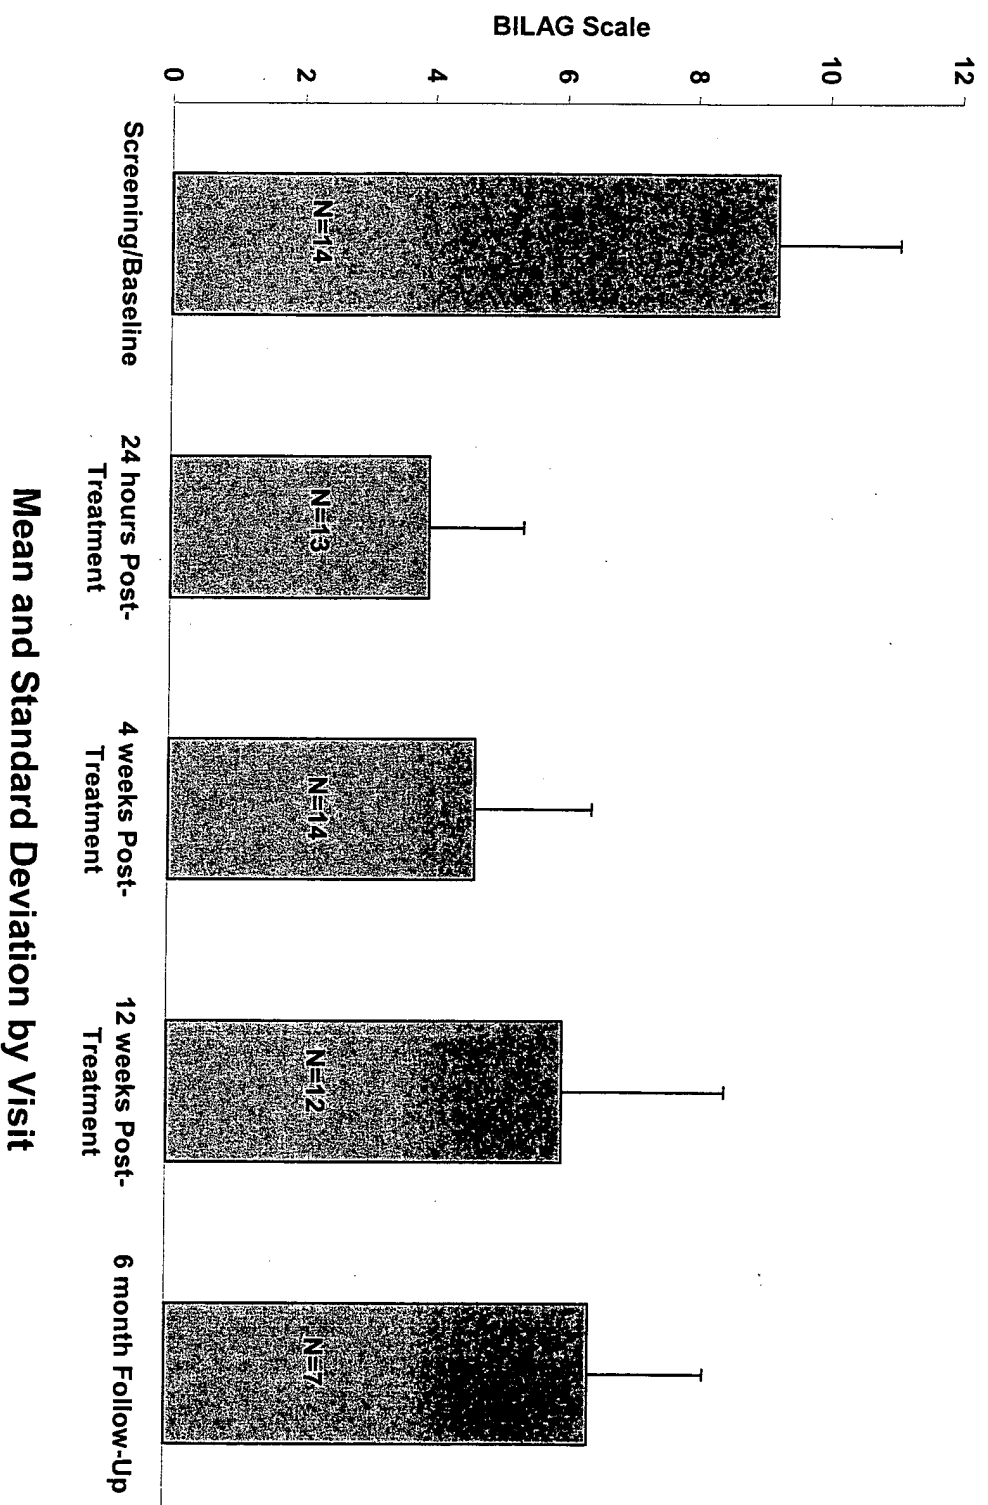 BILAG Scale
12
10
8
6
4
2
0
N=14
N=13
N=14
N=12
N=7
Screening/Baseline
24 hours Post-
Treatment
4 weeks Post-
Treatment
12 weeks Post-
Treatment
6 month Follow-Up
Mean and Standard Deviation by Visit